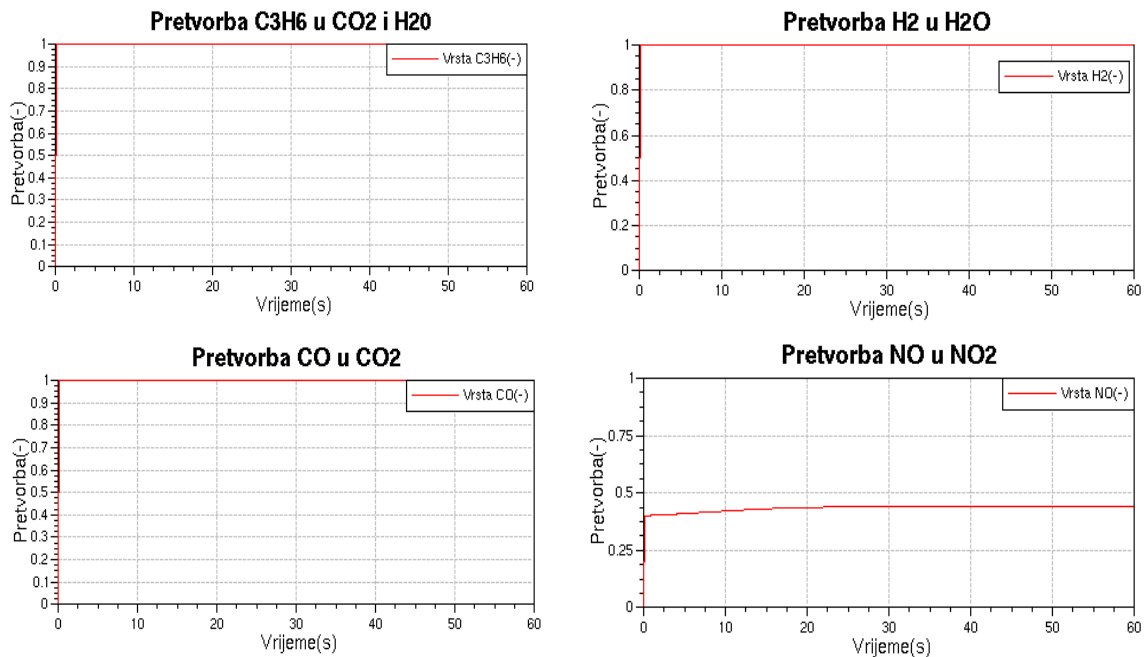 Pretvorba C3H6 u CO2 i H20
Vrsta C3H6(-)
Pretvorba(-)
1
0.9
0.8
0.7
0.6
0.5
0.4
0.3
0.2
0.1
0
0 10 20 30 40 50 60
Vrijeme(s)
Pretvorba H2 u H2O
Vrsta H2(-)
Pretvorba(-)
1
0.8
0.6
0.4
0.2
0
0 10 20 30 40 50 60
Vrijeme(s)
Pretvorba CO u CO2
Vrsta CO(-)
Pretvorba(-)
1
0.9
0.8
0.7
0.6
0.5
0.4
0.3
0.2
0.1
0
0 10 20 30 40 50 60
Vrijeme(s)
Pretvorba NO u NO2
Vrsta NO(-)
Pretvorba(-)
1
0.75
0.5
0.25
0
0 10 20 30 40 50 60
Vrijeme(s)